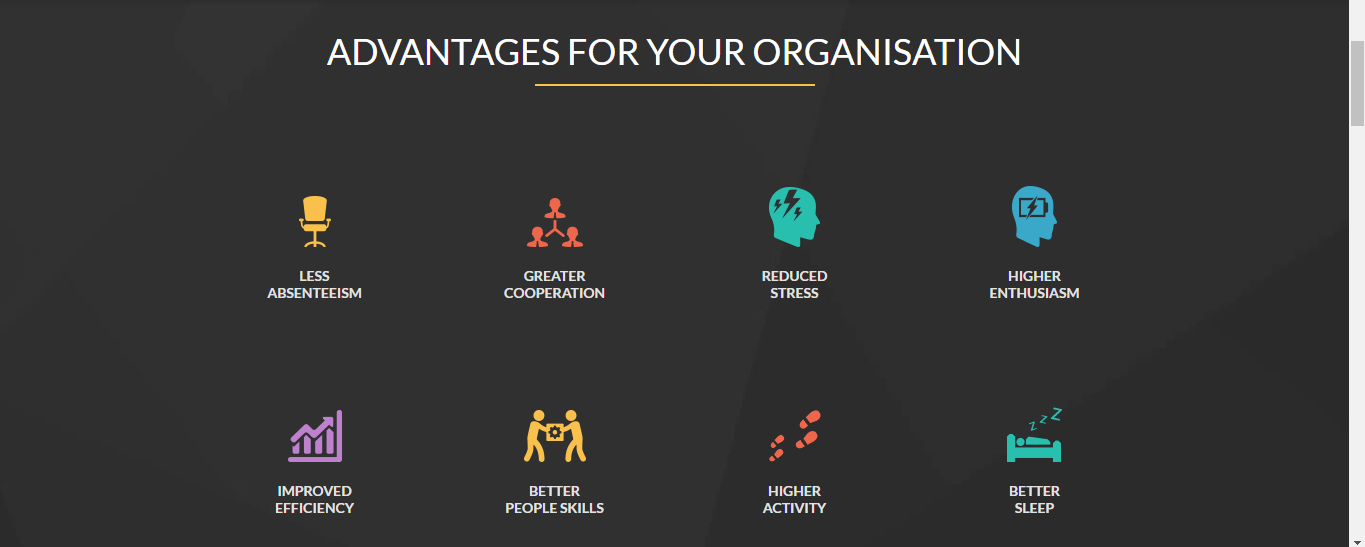 ADVANTAGES FOR YOUR ORGANISATION
LESS
ABSENTEEISM
GREATER
COOPERATION
REDUCED
STRESS
HIGHER
ENTHUSIASM
Z Z Z
IMPROVED
EFFICIENCY
BETTER
PEOPLE SKILLS
HIGHER
ACTIVITY
BETTER
SLEEP